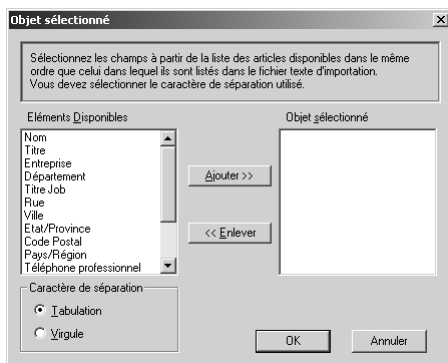 Objet sélectionné
Sélectionnez les champs à partir de la liste des articles disponibles dans le même
ordre que celui dans lequel ils sont listés dans le fichier texte d'importation.
Vous devez sélectionner le caractère de séparation utilisé.
Eléments Disponibles
Objet sélectionné
Nom
Titre
Entreprise
Département
Titre Job
Rue
Ville
Etat/Province
Code Postal
Pays/Région
Téléphone professionnel
Ajouter >>
<< Enlever
Caractère de séparation
Tabulation
Virgule
OK
Annuler